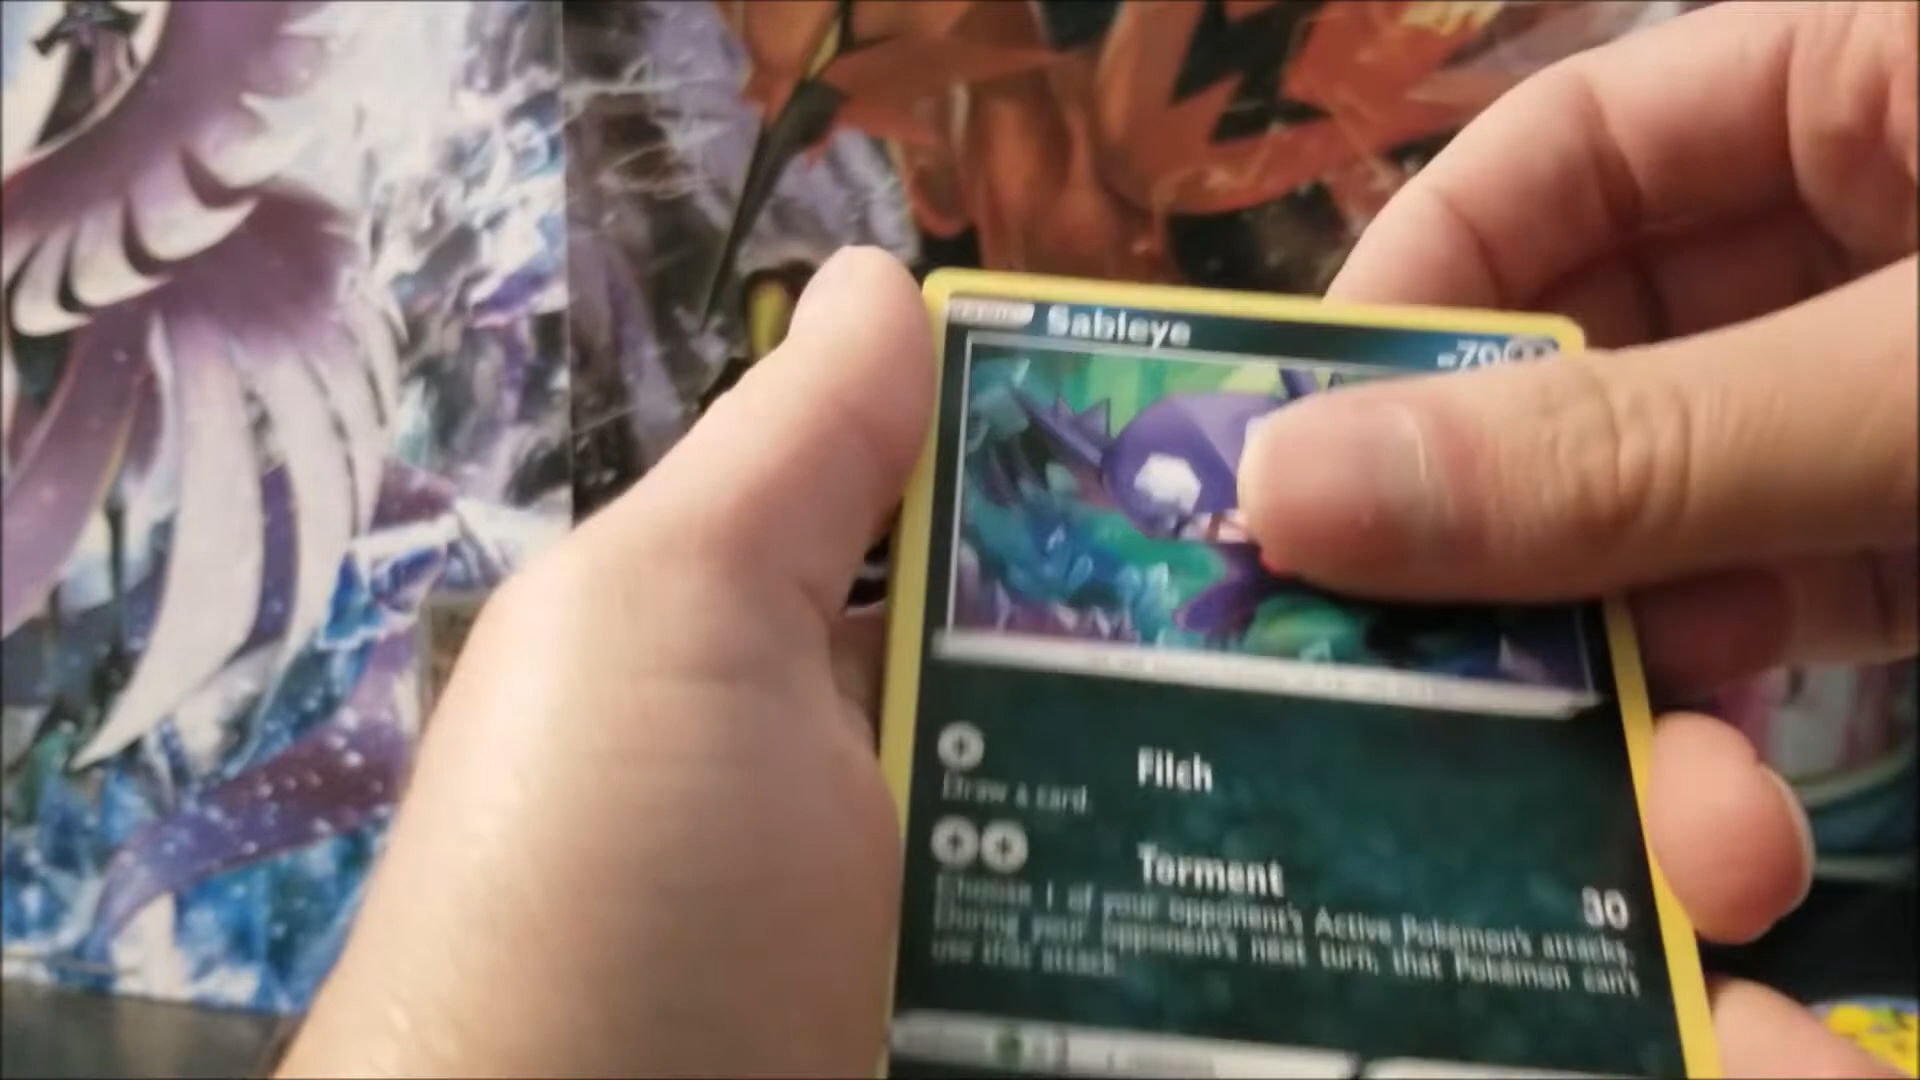 Sableye
70
Filch
Draw a card.
Torment
30
Choose 1 of your opponent's Active Pokémon's attacks.
During your opponent's next turn, that Pokémon can't
use that attack.